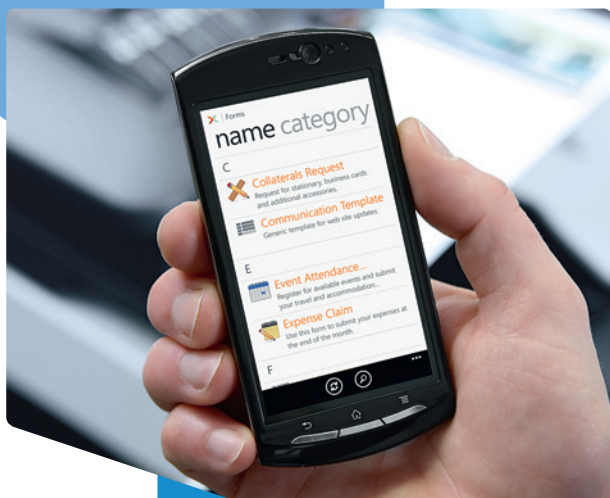 Forms
name category
C
Collaterals Request
Request for stationary, business cards
and additional accessories.
Communication Template
Generic template for web site updates.
E
Event Attendance...
Register for available events and submit
your travel and accommodation...
Expense Claim
Use this form to submit your expenses at
the end of the month.
F